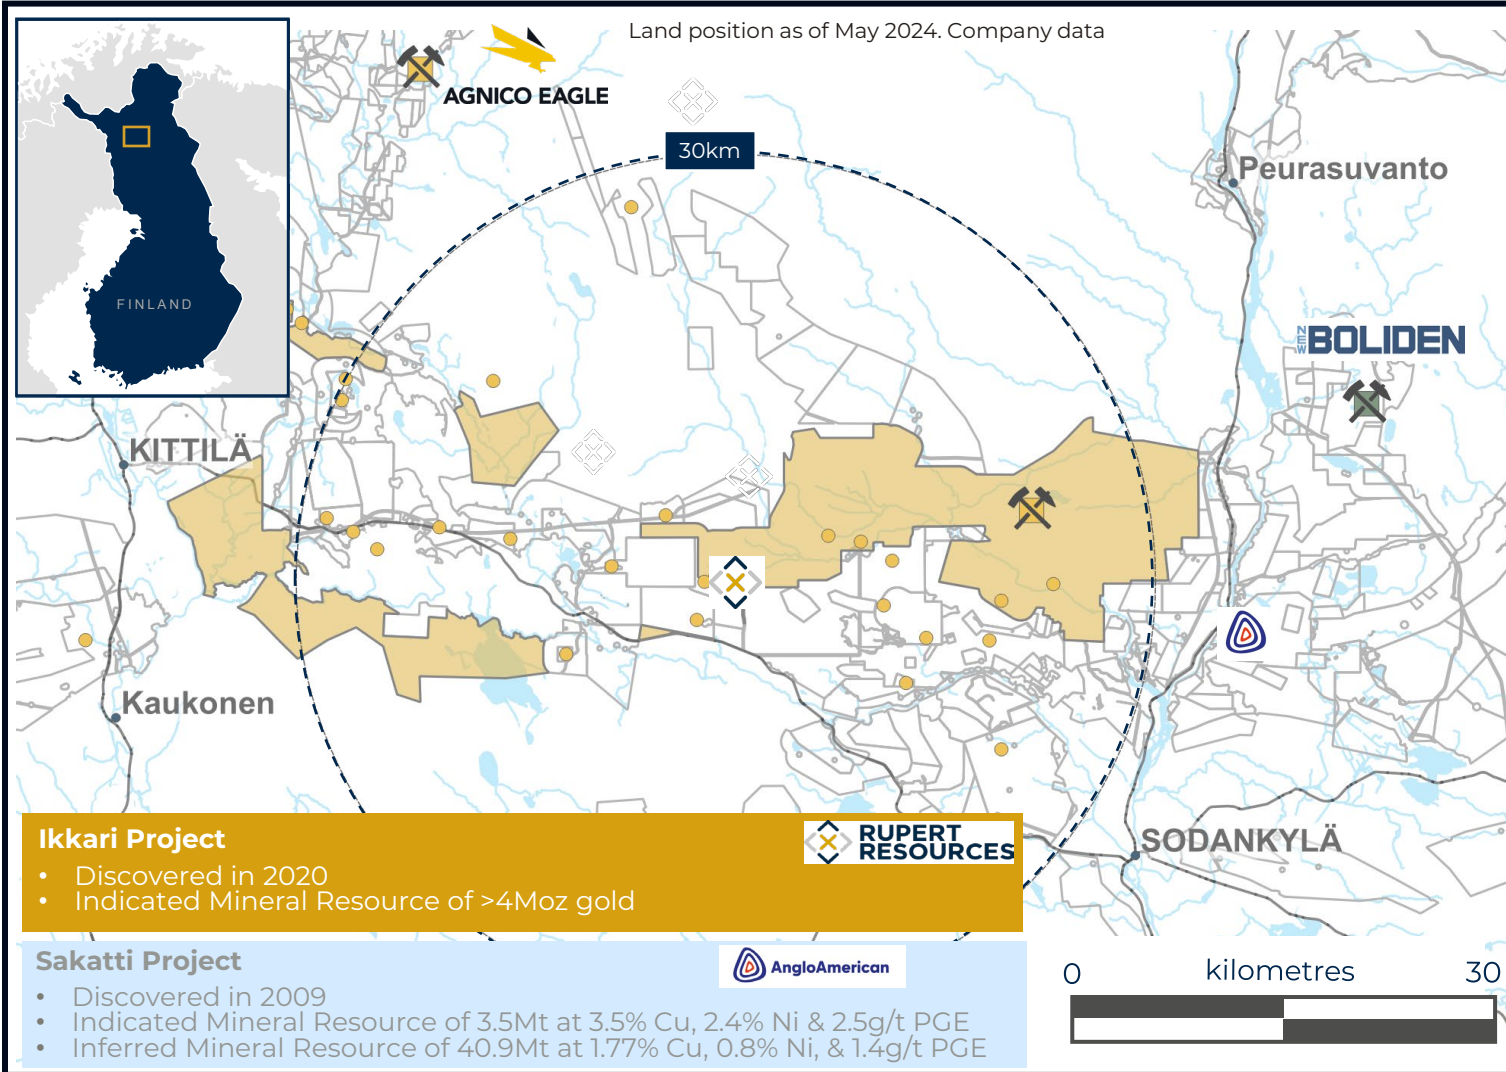 Land position as of May 2024. Company data
AGNICO EAGLE
30km
Peurasuvanto
FINLAND
NEW BOLIDEN
KITTILÄ
Kaukonen
SODANKYLÄ
Ikkari Project
RUPERT
RESOURCES
• Discovered in 2020
• Indicated Mineral Resource of >4Moz gold
Sakatti Project
AngloAmerican
• Discovered in 2009
• Indicated Mineral Resource of 3.5Mt at 3.5% Cu, 2.4% Ni & 2.5g/t PGE
• Inferred Mineral Resource of 40.9Mt at 1.77% Cu, 0.8% Ni, & 1.4g/t PGE
0 kilometres 30